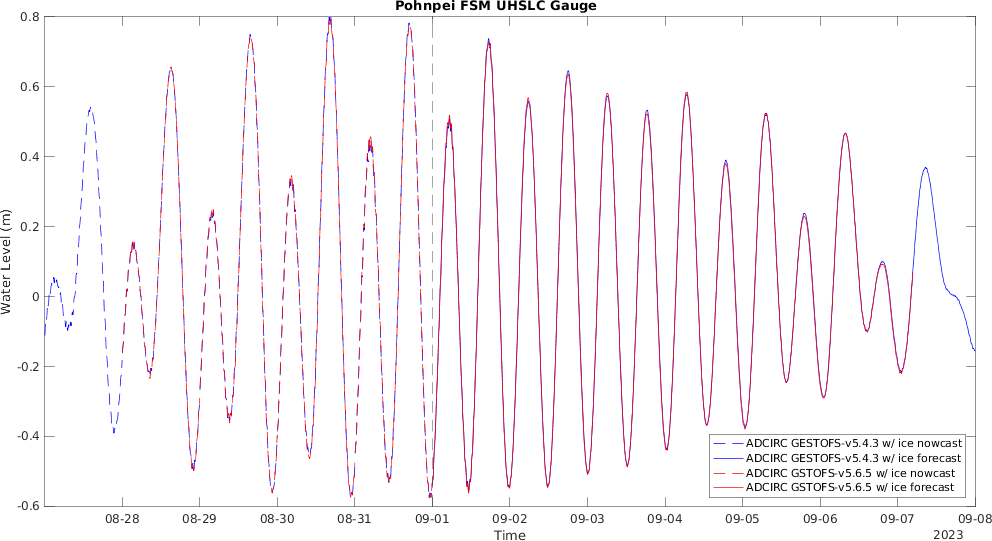 Pohnpei FSM UHSLC Gauge
Water Level (m)
0.8
0.6
0.4
0.2
0
-0.2
-0.4
-0.6
ADCIRC GESTOFS-v5.4.3 w/ ice nowcast
ADCIRC GESTOFS-v5.4.3 w/ ice forecast
ADCIRC GSTOFS-v5.6.5 w/ ice nowcast
ADCIRC GSTOFS-v5.6.5 w/ ice forecast
08-28 08-29 08-30 08-31 09-01 09-02 09-03 09-04 09-05 09-06 09-07 09-08
Time
2023